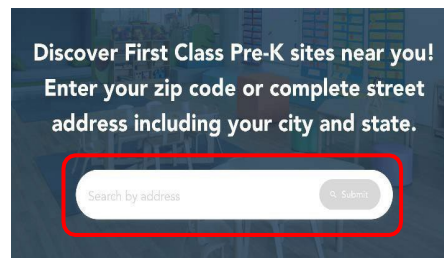 Discover First Class Pre-K sites near you!
Enter your zip code or complete street
address including your city and state.
Search by address
Submit